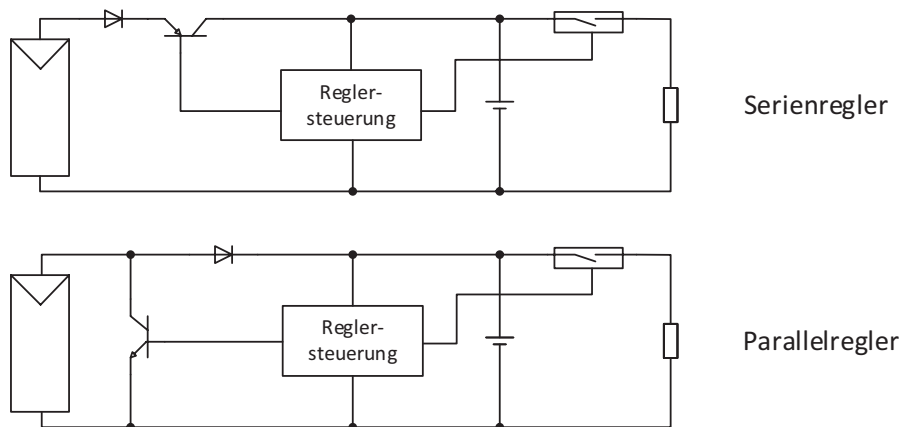 Regler-
steuerung
Serienregler
Regler-
steuerung
Parallelregler